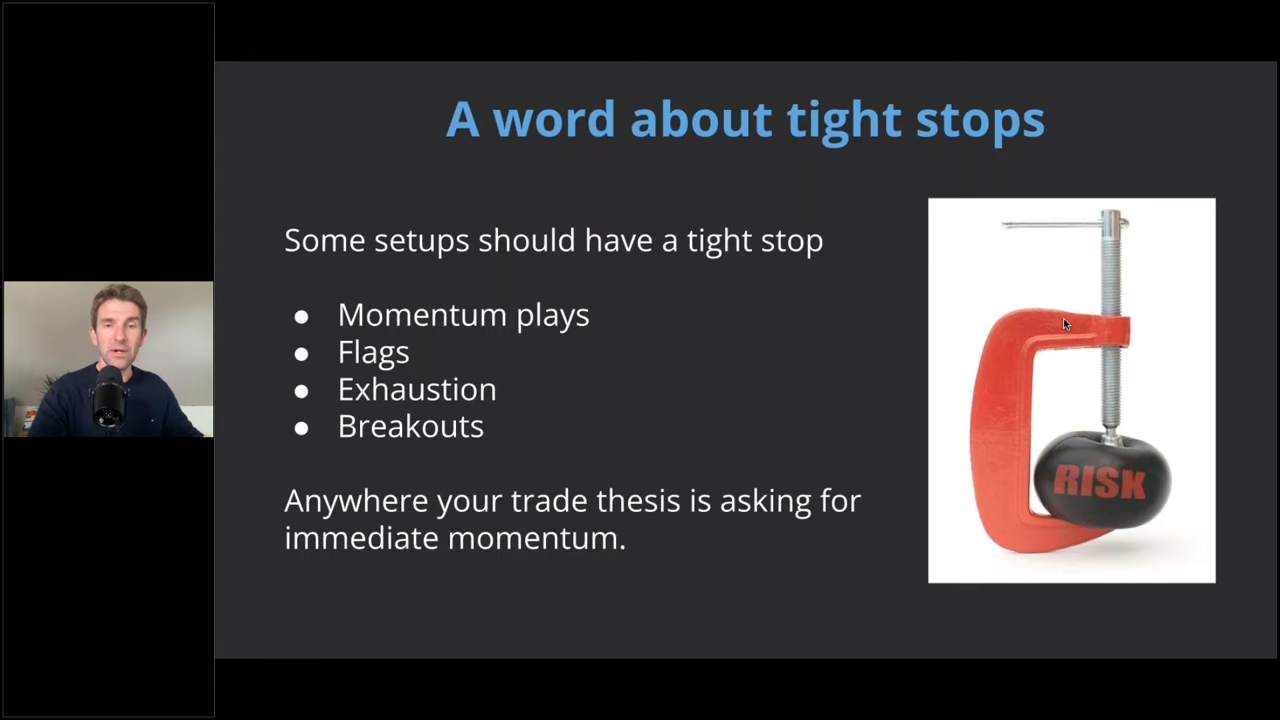 A word about tight stops
Some setups should have a tight stop
● Momentum plays
● Flags
● Exhaustion
● Breakouts
Anywhere your trade thesis is asking for
immediate momentum.
RISK